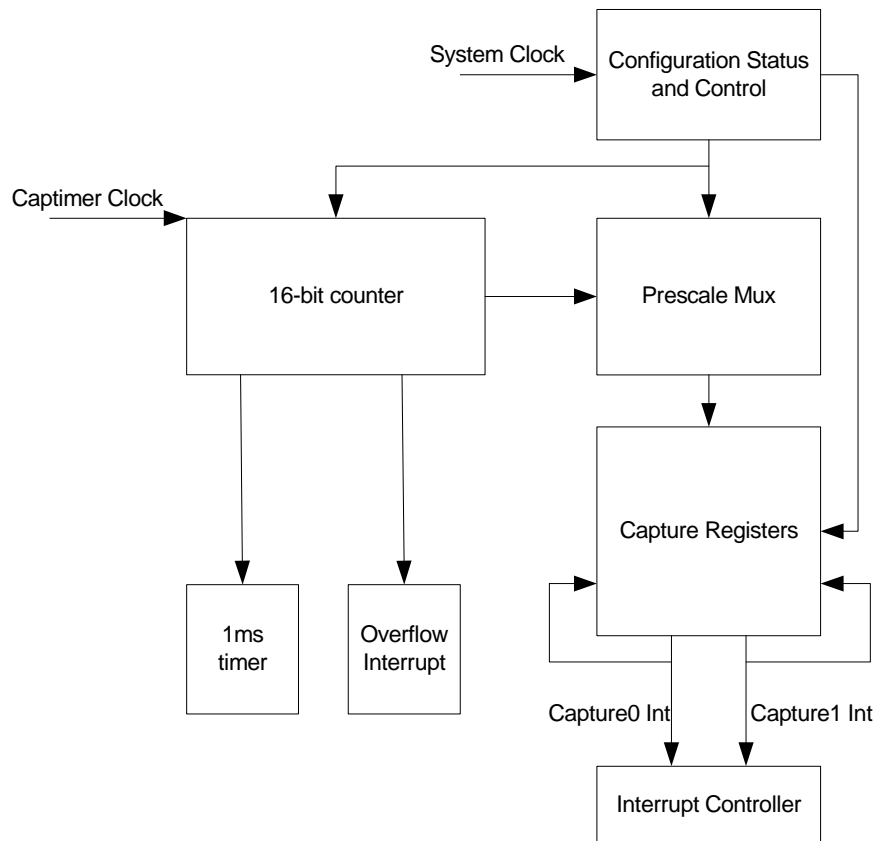 System Clock
Configuration Status
and Control
Captimer Clock
16-bit counter
Prescale Mux
Capture Registers
1ms
timer
Overflow
Interrupt
Capture0 Int
Capture1 Int
Interrupt Controller